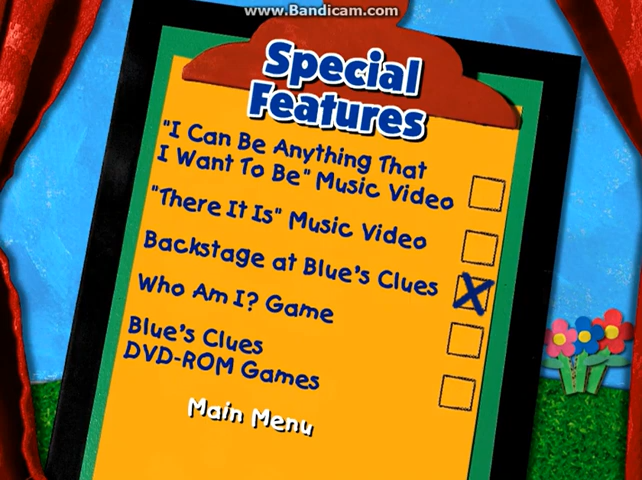 www.Bandicam.com
Special
Features
"I Can Be Anything That
I Want To Be" Music Video
"There It Is" Music Video
Backstage at Blue's Clues
Who Am I? Game
Blue's Clues
DVD-ROM Games
Main Menu